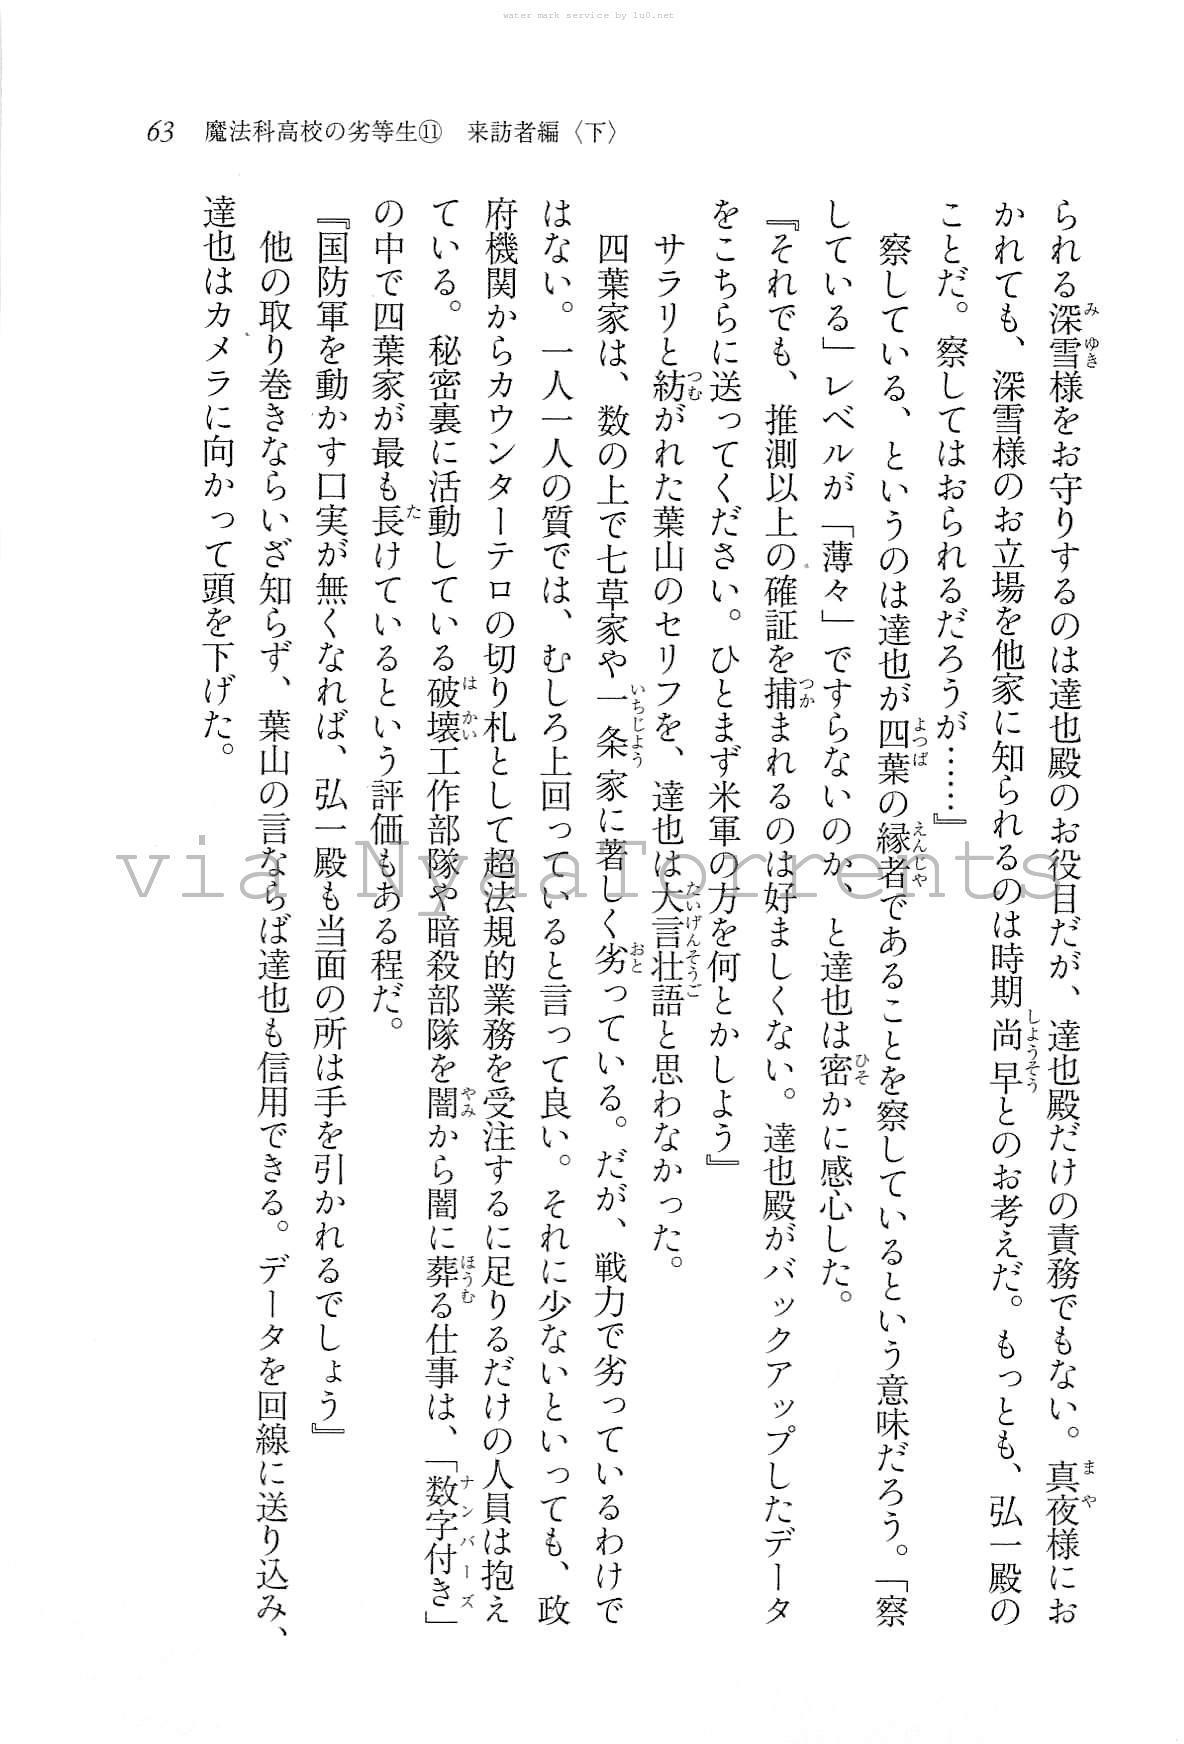 water mark service by lu0.net
63　魔法科高校の劣等生⑪　来訪者編〈下〉
られる深雪様をお守りするのは達也殿のお役目だが、達也殿だけの責務でもない。真夜様にお
かれても、深雪様のお立場を他家に知られるのは時期尚早とのお考えだ。もっとも、弘一殿の
ことだ。察してはおられるだろうが……』
　察している、というのは達也が四葉の縁者であることを察しているという意味だろう。「察
している」レベルが「薄々」ですらないのか、と達也は密かに感心した。
『それでも、推測以上の確証を捕まれるのは好ましくない。達也殿がバックアップしたデータ
をこちらに送ってください。ひとまず米軍の方を何とかしよう』
　サラリと紡がれた葉山のセリフを、達也は大言壮語と思わなかった。
　四葉家は、数の上で七草家や一条家に著しく劣っている。だが、戦力で劣っているわけで
はない。一人一人の質では、むしろ上回っていると言って良い。それに少ないといっても、政
府機関からカウンターテロの切り札として超法規的業務を受注するに足りるだけの人員は抱え
ている。秘密裏に活動している破壊工作部隊や暗殺部隊を闇から闇に葬る仕事は、「数字付き」
の中で四葉家が最も長けているという評価もある程だ。
『国防軍を動かす口実が無くなれば、弘一殿も当面の所は手を引かれるでしょう』
　他の取り巻きならいざ知らず、葉山の言ならば達也も信用できる。データを回線に送り込み、
達也はカメラに向かって頭を下げた。
via NyaaTorrents